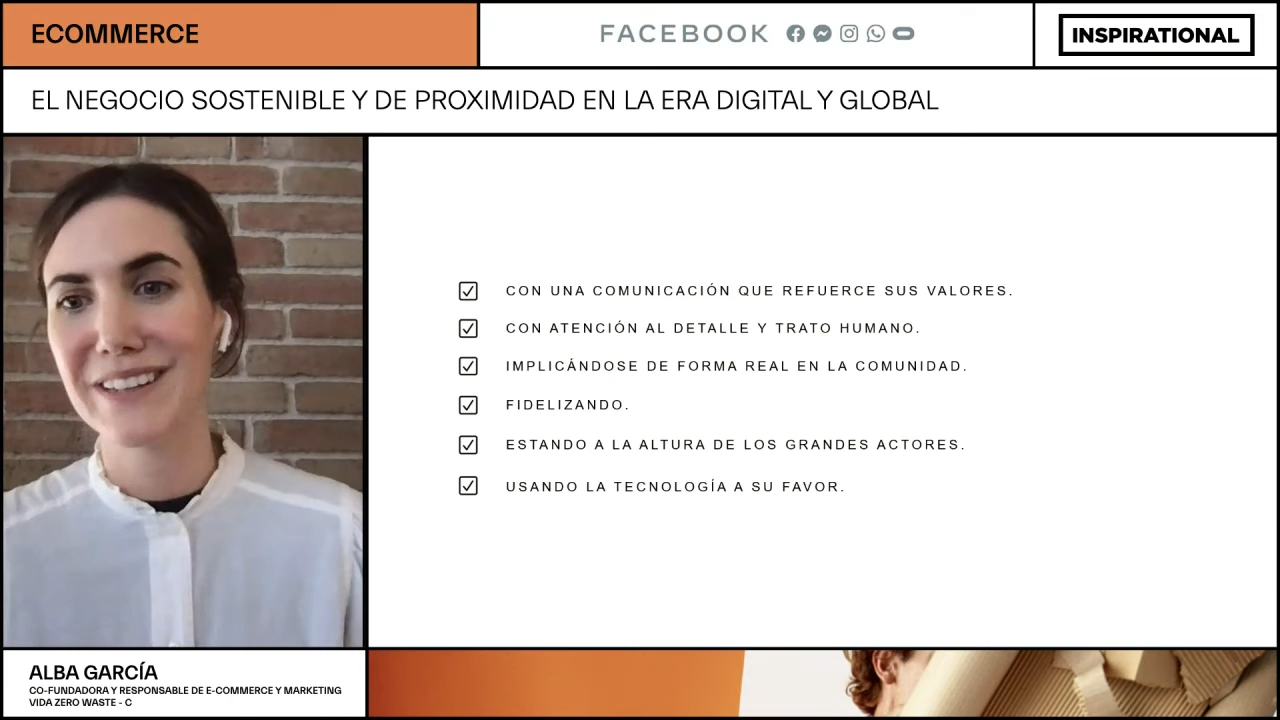 ECOMMERCE
FACEBOOK
INSPIRATIONAL
EL NEGOCIO SOSTENIBLE Y DE PROXIMIDAD EN LA ERA DIGITAL Y GLOBAL
CON UNA COMUNICACIÓN QUE REFUERCE SUS VALORES.
CON ATENCIÓN AL DETALLE Y TRATO HUMANO.
IMPLICÁNDOSE DE FORMA REAL EN LA COMUNIDAD.
FIDELIZANDO.
ESTANDO A LA ALTURA DE LOS GRANDES ACTORES.
USANDO LA TECNOLOGÍA A SU FAVOR.
ALBA GARCÍA
CO-FUNDADORA Y RESPONSABLE DE E-COMMERCE Y MARKETING
VIDA ZERO WASTE - C